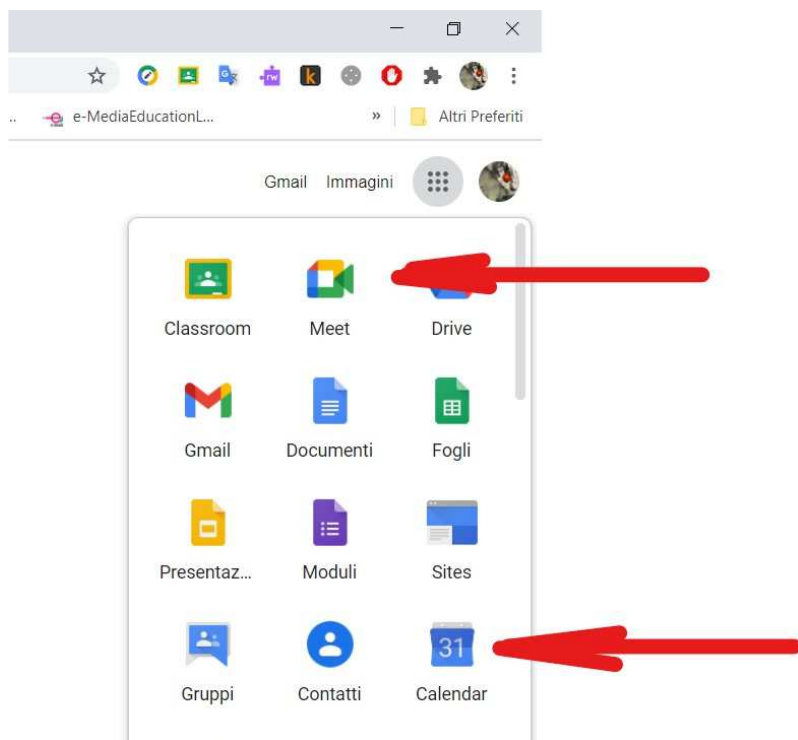 .. e-MediaEducationL... » Altri Preferiti
Gmail Immagini
Classroom Meet Drive
Gmail Documenti Fogli
Presentaz... Moduli Sites
31
Gruppi Contatti Calendar